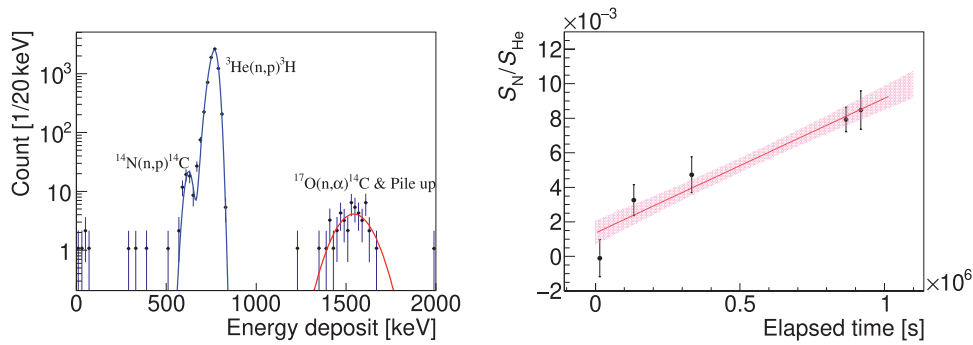 Count [1/20 keV]
10³
10²
10
1
³He(n,p)³H
¹⁴N(n,p)¹⁴C
¹⁷O(n,α)¹⁴C & Pile up
0 500 1000 1500 2000
Energy deposit [keV]
×10⁻³
S_N/S_He
12
10
8
6
4
2
0
−2
0 0.5 1
×10⁶
Elapsed time [s]